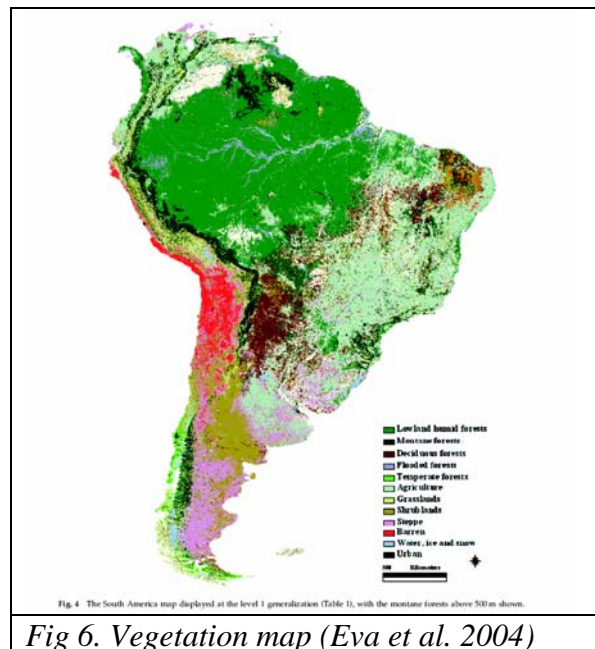 Lowland humid forests
Montane forests
Deciduous forests
Flooded forests
Temperate forests
Agriculture
Grasslands
Shrublands
Steppe
Barren
Water, ice and snow
Urban
500 Kilometers
Fig. 4 The South America map displayed at the level 1 generalization (Table 1), with the montane forests above 500 m shown.
Fig 6. Vegetation map (Eva et al. 2004)